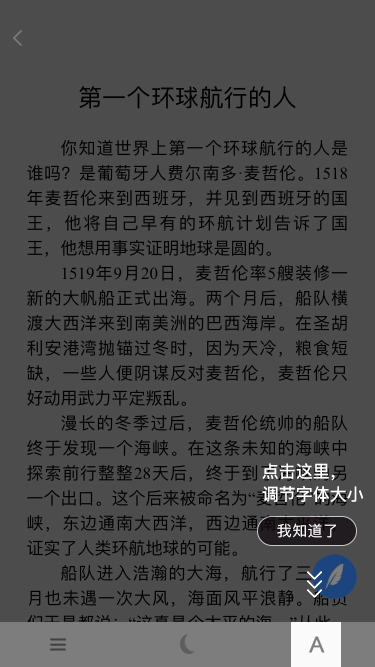 第一个环球航行的人
你知道世界上第一个环球航行的人是
谁吗？是葡萄牙人费尔南多·麦哲伦。1518
年麦哲伦来到西班牙，并见到西班牙的国
王，他将自己早有的环航计划告诉了国
王，他想用事实证明地球是圆的。
1519年9月20日，麦哲伦率5艘装修一
新的大帆船正式出海。两个月后，船队横
渡大西洋来到南美洲的巴西海岸。在圣胡
利安港湾抛锚过冬时，因为天冷，粮食短
缺，一些人便阴谋反对麦哲伦，麦哲伦只
好动用武力平定叛乱。
漫长的冬季过后，麦哲伦统帅的船队
终于发现一个海峡。在这条未知的海峡中
探索前行整整28天后，终于到
一个出口。这个后来被命名为“麦
峡，东边通南大西洋，西边通
证实了人类环航地球的可能。
船队进入浩瀚的大海，航行了三
月也未遇一次大风，海面风平浪静。船员
点击这里，
调节字体大小
我知道了
A